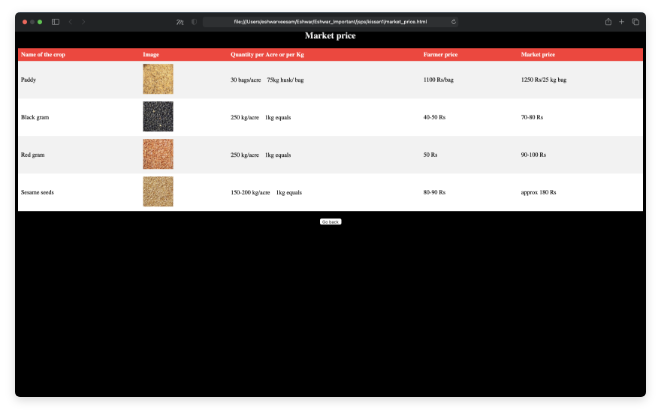 file:///Users/eshwarveesam/Eshwar/Eshwar_important/jsps/kissan1/market_price.html
Market price
Name of the crop Image Quantity per Acre or per Kg Farmer price Market price
Paddy 30 bags/acre 75kg husk/ bag 1100 Rs/bag 1250 Rs/25 kg bag
Black gram 250 kg/acre 1kg equals 40-50 Rs 70-80 Rs
Red gram 250 kg/acre 1kg equals 50 Rs 90-100 Rs
Sesame seeds 150-200 kg/acre 1kg equals 80-90 Rs approx 180 Rs
Go back